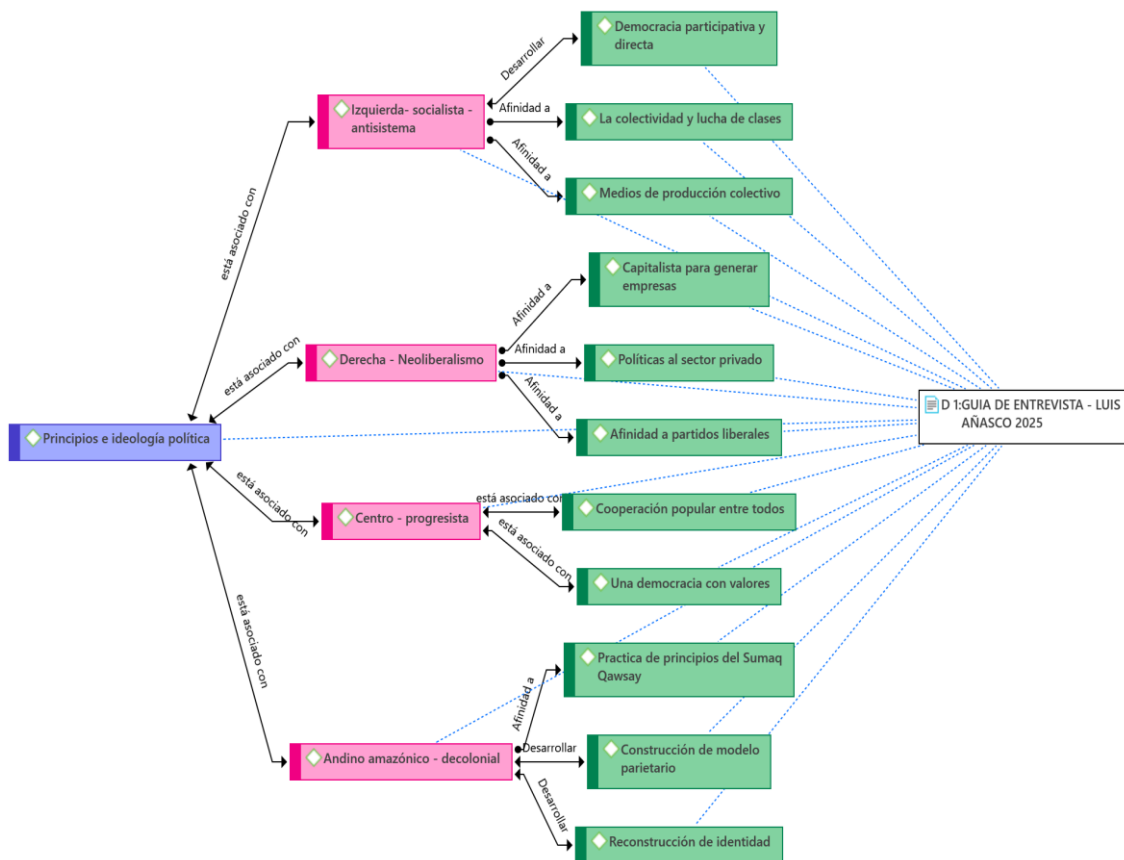 Democracia participativa y
directa
Desarrollar
Izquierda- socialista -
antisistema
Afinidad a
La colectividad y lucha de clases
Afinidad a
Medios de producción colectivo
está asociado con
Capitalista para generar
empresas
Afinidad a
Derecha - Neoliberalismo
Afinidad a
Políticas al sector privado
está asociado con
Afinidad a
Afinidad a partidos liberales
D 1:GUIA DE ENTREVISTA - LUIS
AÑASCO 2025
Principios e ideología política
está asociado con
Centro - progresista
está asociado con
Cooperación popular entre todos
está asociado con
Una democracia con valores
está asociado con
Practica de principios del Sumaq
Qawsay
Afinidad a
Andino amazónico - decolonial
Desarrollar
Construcción de modelo
parietario
Desarrollar
Reconstrucción de identidad